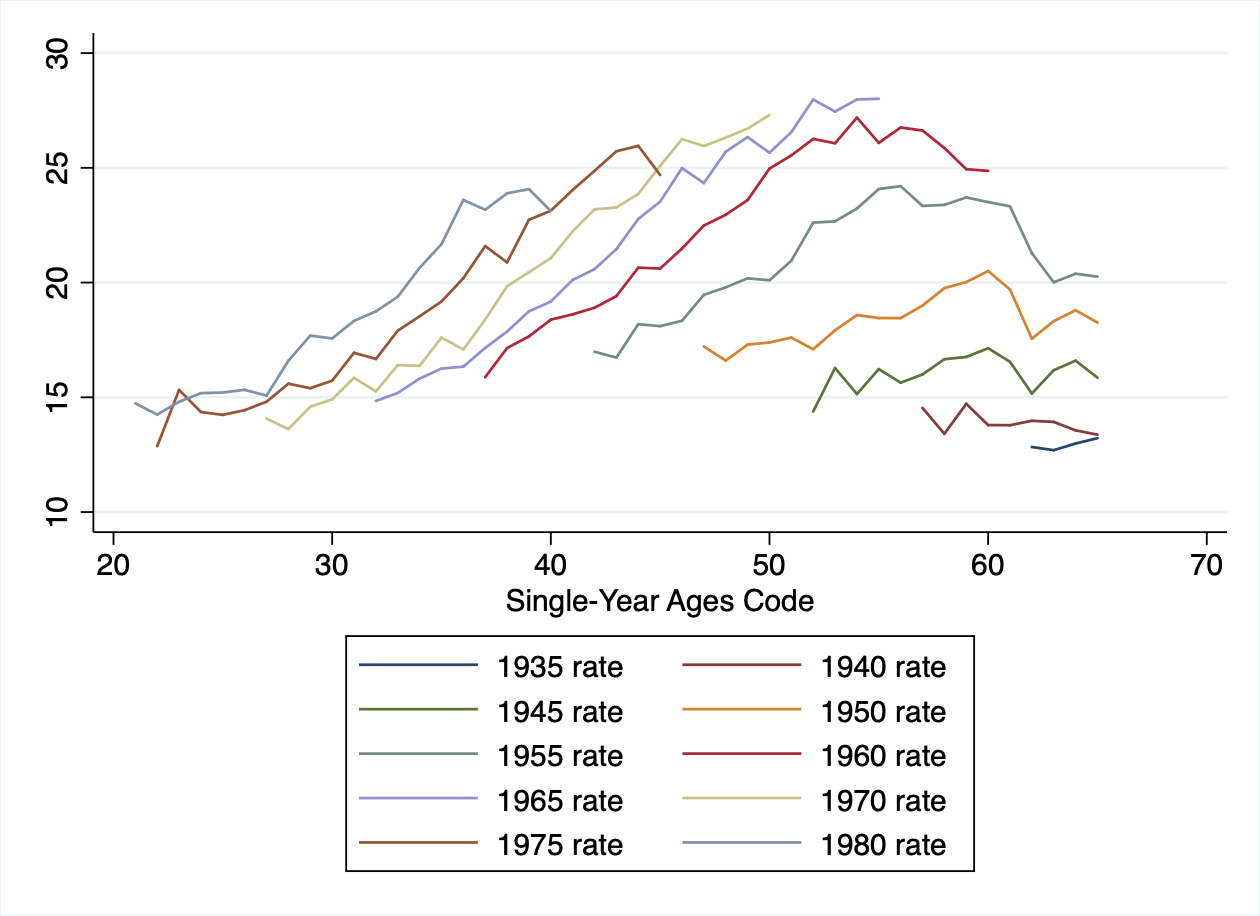 30
25
20
15
10
20 30 40 50 60 70
Single-Year Ages Code
1935 rate 1940 rate
1945 rate 1950 rate
1955 rate 1960 rate
1965 rate 1970 rate
1975 rate 1980 rate